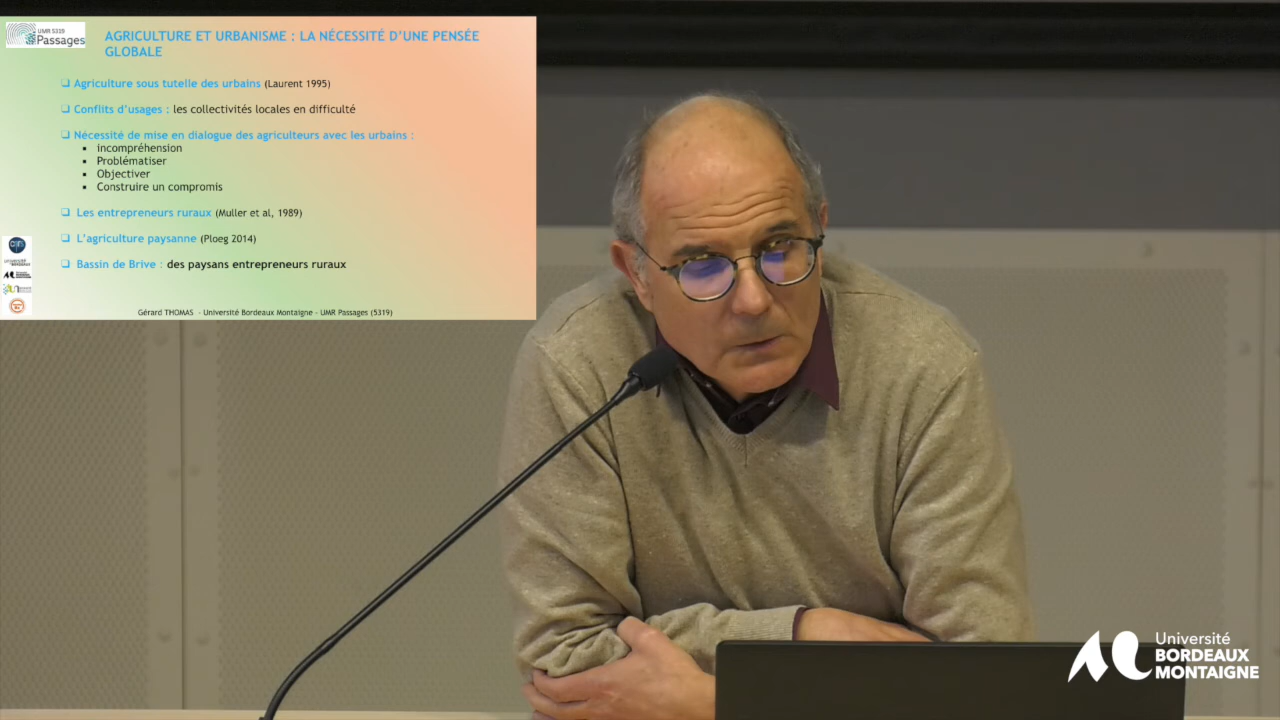 UMR 5319
Passages
AGRICULTURE ET URBANISME : LA NÉCESSITÉ D'UNE PENSÉE
GLOBALE
❑ Agriculture sous tutelle des urbains (Laurent 1995)
❑ Conflits d'usages : les collectivités locales en difficulté
❑ Nécessité de mise en dialogue des agriculteurs avec les urbains :
▪ incompréhension
▪ Problématiser
▪ Objectiver
▪ Construire un compromis
❑ Les entrepreneurs ruraux (Muller et al, 1989)
❑ L'agriculture paysanne (Ploeg 2014)
❑ Bassin de Brive : des paysans entrepreneurs ruraux
Gérard THOMAS - Université Bordeaux Montaigne - UMR Passages (5319)
Université
BORDEAUX
MONTAIGNE